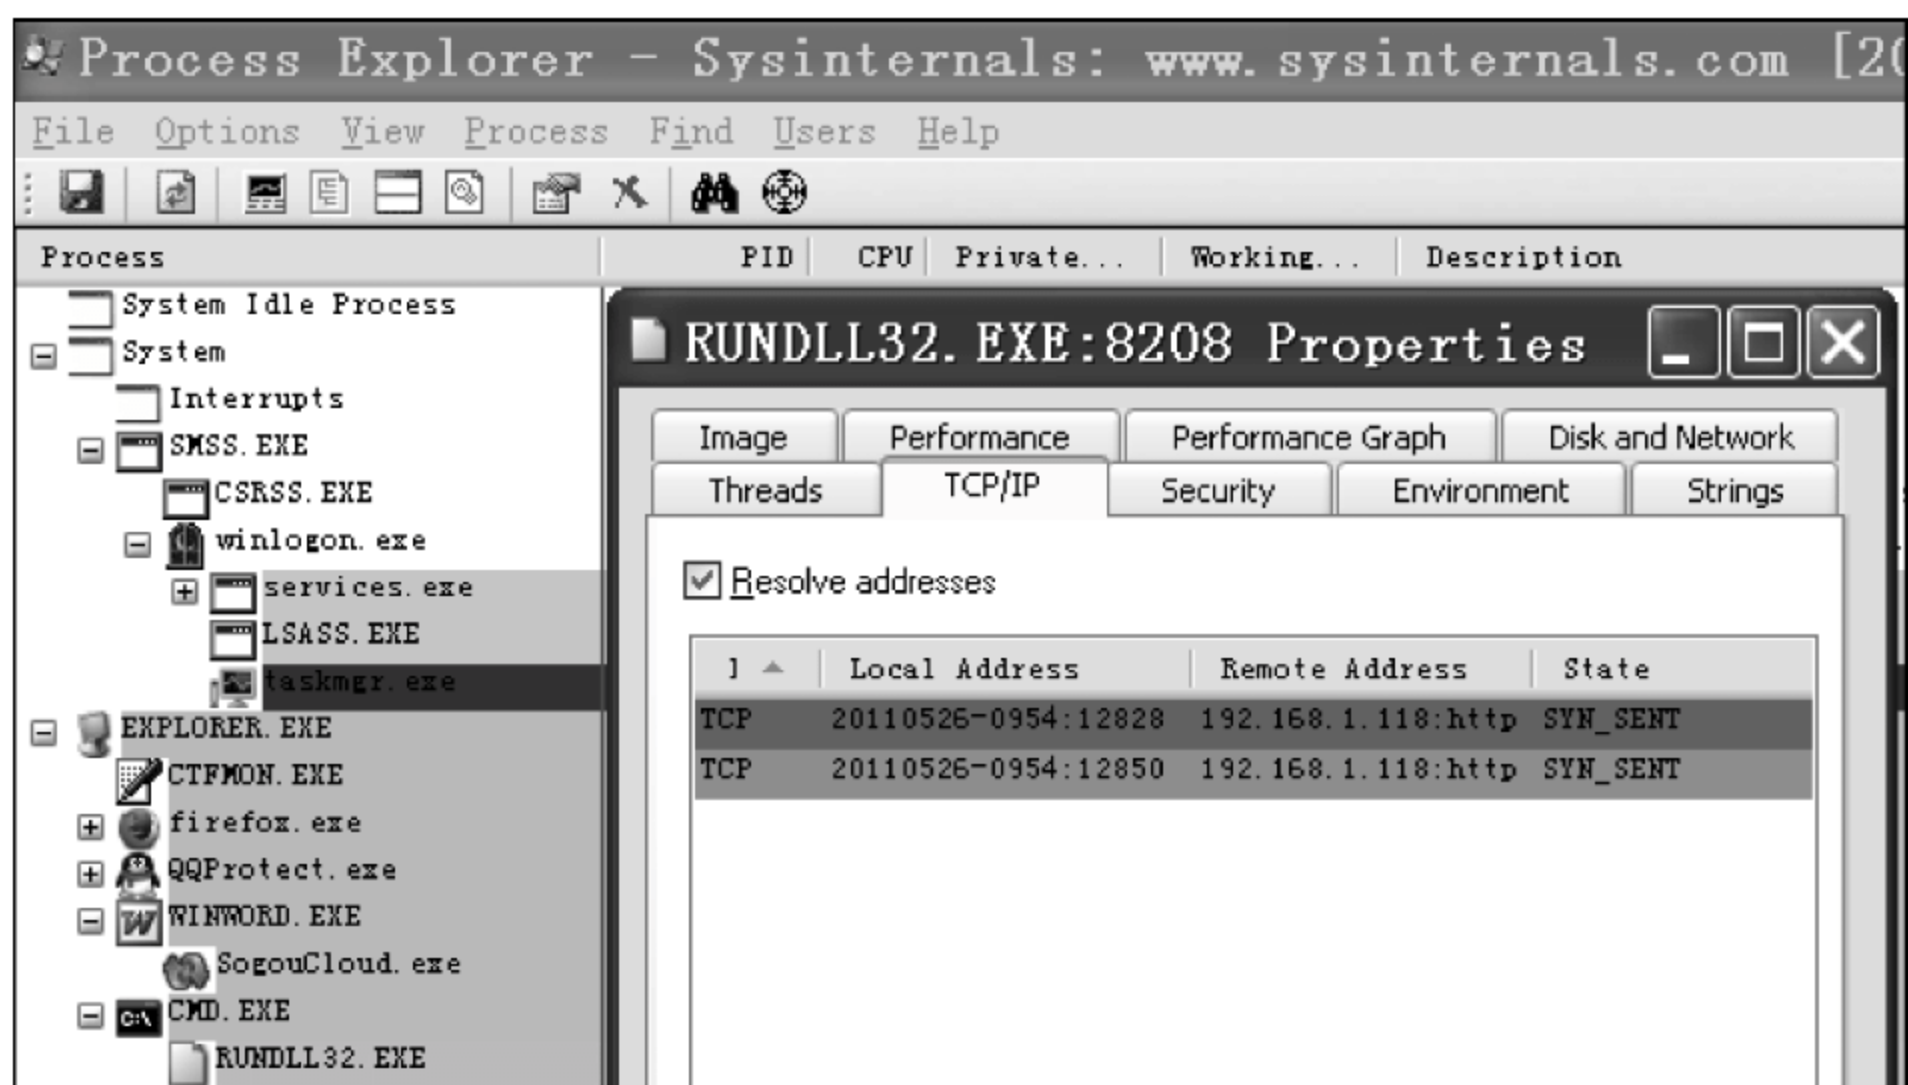 Process Explorer - Sysinternals: www.sysinternals.com [20
File Options View Process Find Users Help
Process PID CPU Private... Working... Description
System Idle Process
System
Interrupts
SMSS.EXE
CSRSS.EXE
winlogon.exe
services.exe
LSASS.EXE
taskmgr.exe
EXPLORER.EXE
CTFMON.EXE
firefox.exe
QQProtect.exe
WINWORD.EXE
SogouCloud.exe
CMD.EXE
RUNDLL32.EXE
RUNDLL32.EXE:8208 Properties
Image Performance Performance Graph Disk and Network
Threads TCP/IP Security Environment Strings
Resolve addresses
Local Address Remote Address State
TCP 20110526-0954:12828 192.168.1.118:http SYN_SENT
TCP 20110526-0954:12850 192.168.1.118:http SYN_SENT